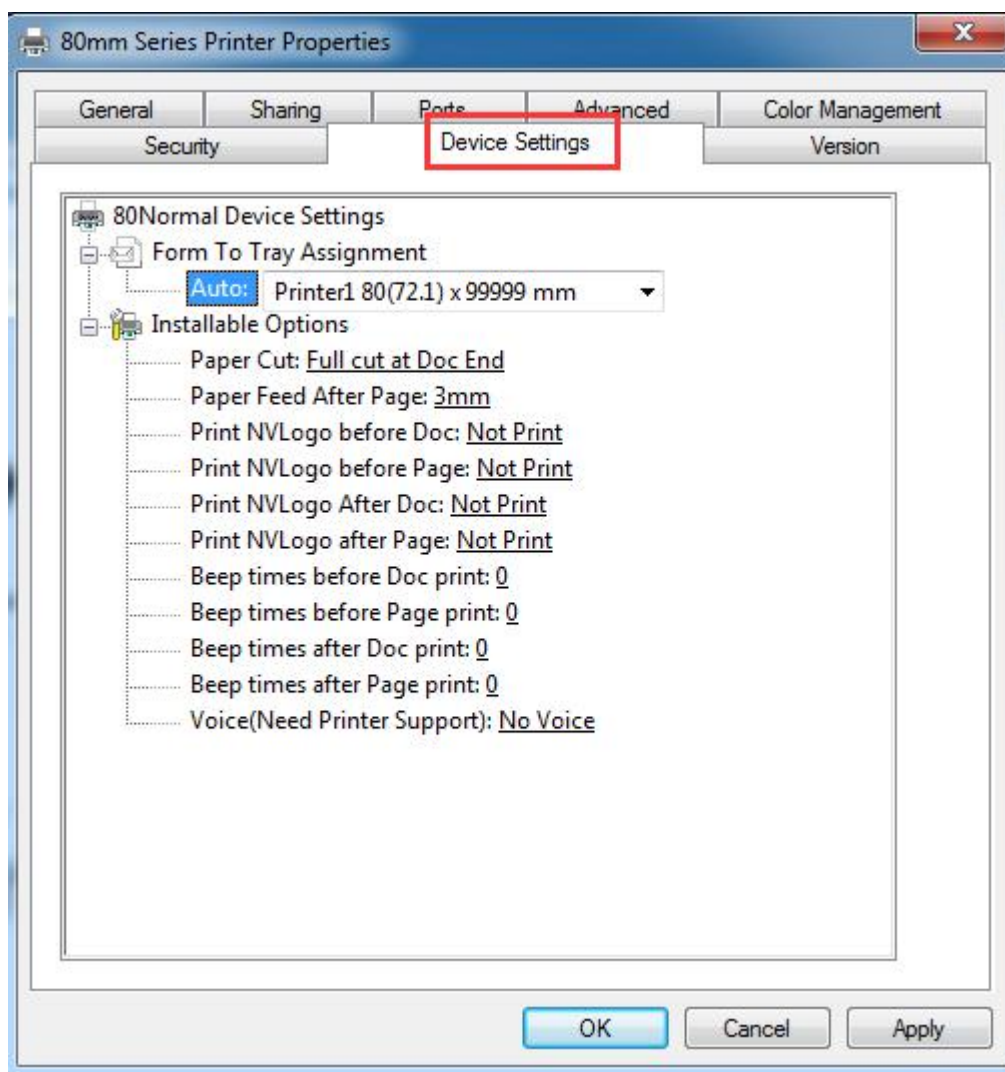 80mm Series Printer Properties
General Sharing Ports Advanced Color Management
Security Device Settings Version
80Normal Device Settings
Form To Tray Assignment
Auto: Printer1 80(72.1) x 99999 mm
Installable Options
Paper Cut: Full cut at Doc End
Paper Feed After Page: 3mm
Print NVLogo before Doc: Not Print
Print NVLogo before Page: Not Print
Print NVLogo After Doc: Not Print
Print NVLogo after Page: Not Print
Beep times before Doc print: 0
Beep times before Page print: 0
Beep times after Doc print: 0
Beep times after Page print: 0
Voice(Need Printer Support): No Voice
OK Cancel Apply